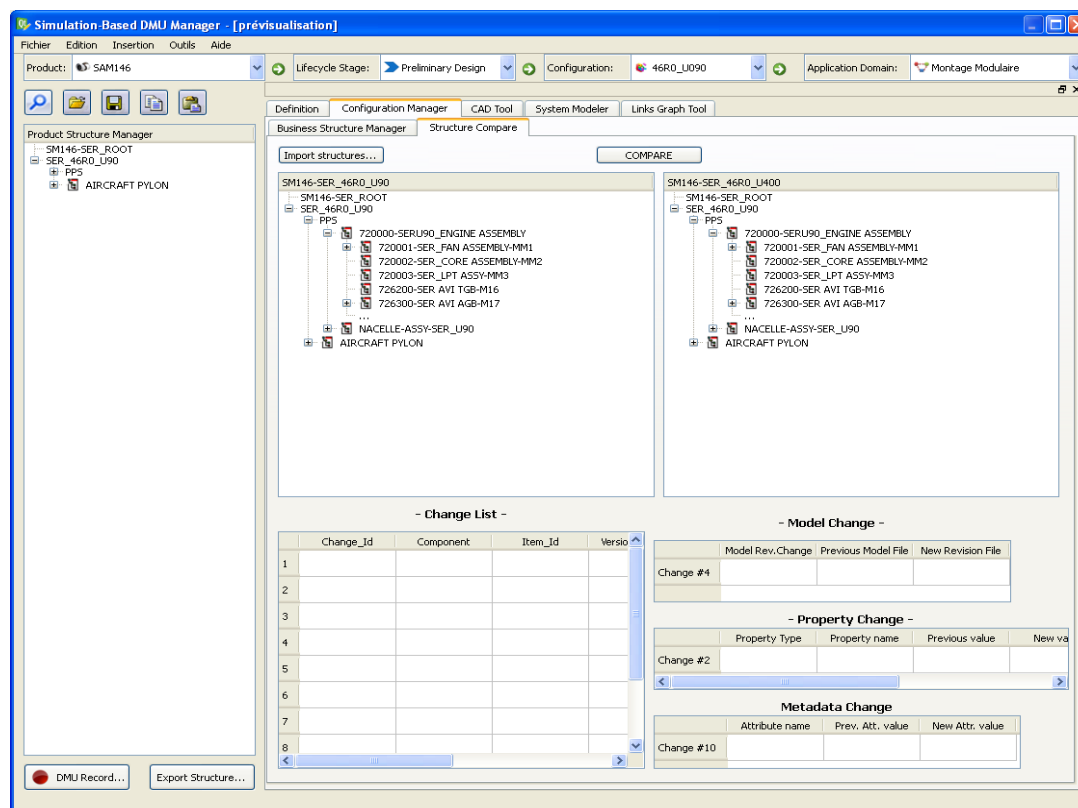 Simulation-Based DMU Manager - [prévisualisation]
Fichier Edition Insertion Outils Aide
Product: SAM146 Lifecycle Stage: Preliminary Design Configuration: 46R0_U090 Application Domain: Montage Modulaire
Definition Configuration Manager CAD Tool System Modeler Links Graph Tool
Business Structure Manager Structure Compare
Product Structure Manager
SM146-SER_ROOT
SER_46R0_U90
PPS
AIRCRAFT PYLON
Import structures... COMPARE
SM146-SER_46R0_U90
SM146-SER_ROOT
SER_46R0_U90
PPS
720000-SERU90_ENGINE ASSEMBLY
720001-SER_FAN ASSEMBLY-MM1
720002-SER_CORE ASSEMBLY-MM2
720003-SER_LPT ASSY-MM3
726200-SER AVI TGB-M16
726300-SER AVI AGB-M17
...
NACELLE-ASSY-SER_U90
AIRCRAFT PYLON
SM146-SER_46R0_U400
SM146-SER_ROOT
SER_46R0_U90
PPS
720000-SERU90_ENGINE ASSEMBLY
720001-SER_FAN ASSEMBLY-MM1
720002-SER_CORE ASSEMBLY-MM2
720003-SER_LPT ASSY-MM3
726200-SER AVI TGB-M16
726300-SER AVI AGB-M17
...
NACELLE-ASSY-SER_U90
AIRCRAFT PYLON
- Change List -
Change_Id Component Item_Id Versio
1
2
3
4
5
6
7
8
- Model Change -
Model Rev.Change Previous Model File New Revision File
Change #4
- Property Change -
Property Type Property name Previous value New va
Change #2
Metadata Change
Attribute name Prev. Att. value New Attr. value
Change #10
DMU Record... Export Structure...